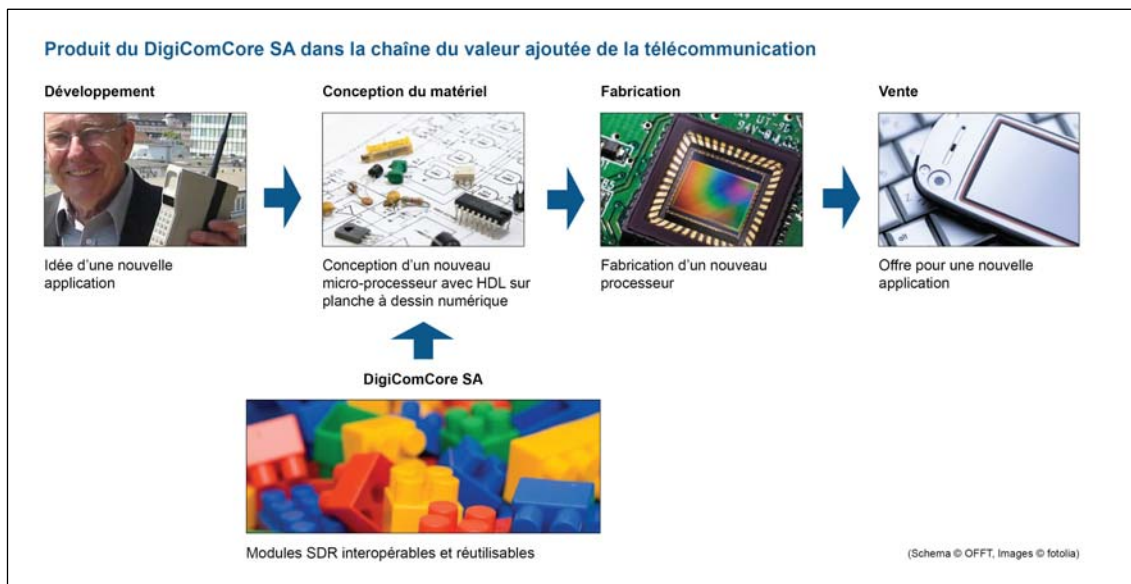 Produit du DigiComCore SA dans la chaîne du valeur ajoutée de la télécommunication
Développement
Idée d'une nouvelle
application
Conception du matériel
Conception d'un nouveau
micro-processeur avec HDL sur
planche à dessin numérique
Fabrication
Fabrication d'un nouveau
processeur
Vente
Offre pour une nouvelle
application
DigiComCore SA
Modules SDR interopérables et réutilisables
(Schema © OFFT, Images © fotolia)